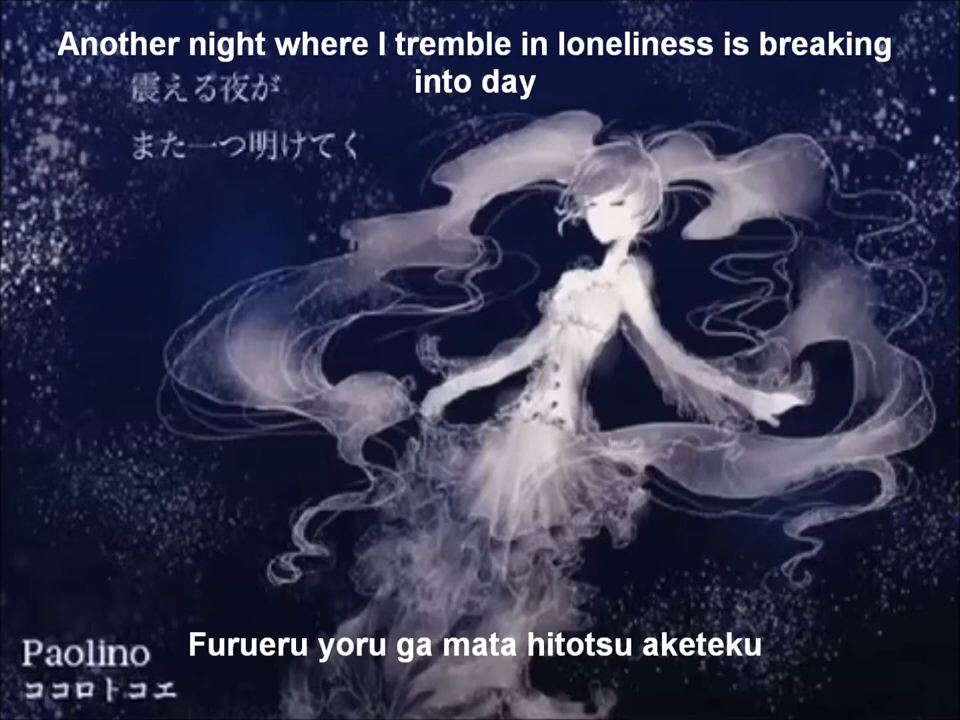 Another night where I tremble in loneliness is breaking
into day
震える夜が
また一つ明けてく
Furueru yoru ga mata hitotsu aketeku
Paolino
ココロトコエ